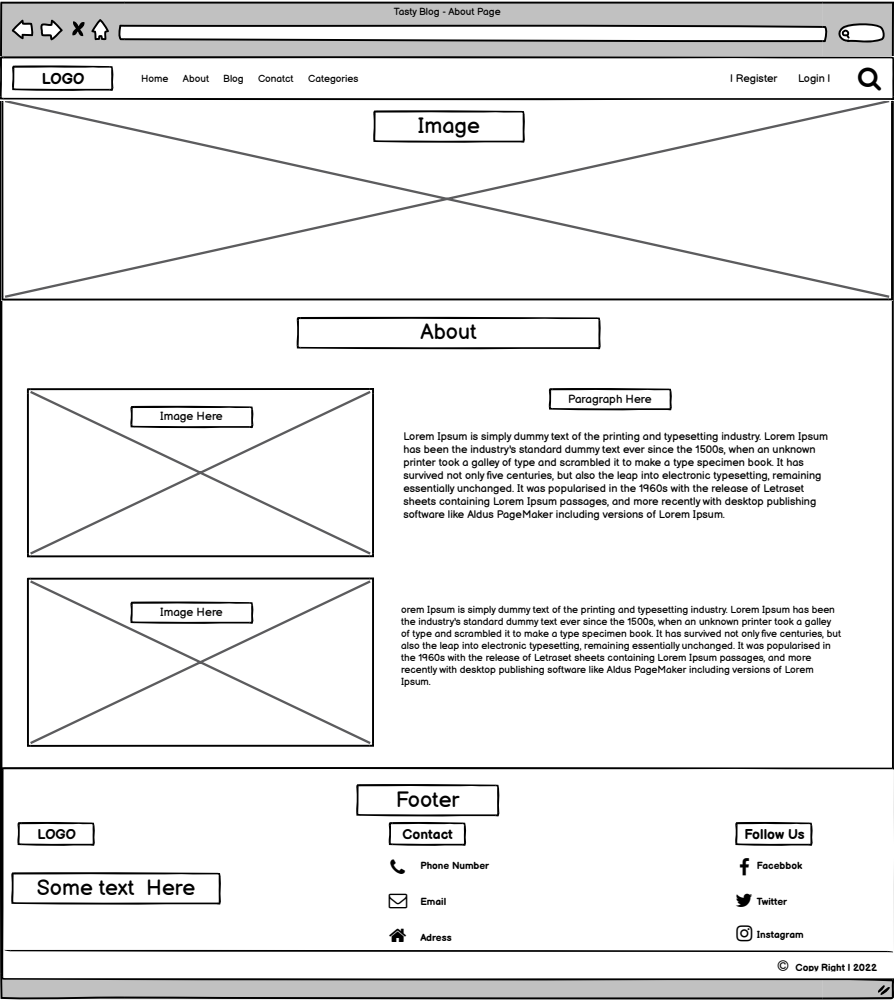 Tasty Blog - About Page
LOGO Home About Blog Conatct Categories | Register Login |
Image
About
Image Here
Paragraph Here
Lorem Ipsum is simply dummy text of the printing and typesetting industry. Lorem Ipsum
has been the industry's standard dummy text ever since the 1500s, when an unknown
printer took a galley of type and scrambled it to make a type specimen book. It has
survived not only five centuries, but also the leap into electronic typesetting, remaining
essentially unchanged. It was popularised in the 1960s with the release of Letraset
sheets containing Lorem Ipsum passages, and more recently with desktop publishing
software like Aldus PageMaker including versions of Lorem Ipsum.
Image Here
orem Ipsum is simply dummy text of the printing and typesetting industry. Lorem Ipsum has been
the industry's standard dummy text ever since the 1500s, when an unknown printer took a galley
of type and scrambled it to make a type specimen book. It has survived not only five centuries, but
also the leap into electronic typesetting, remaining essentially unchanged. It was popularised in
the 1960s with the release of Letraset sheets containing Lorem Ipsum passages, and more
recently with desktop publishing software like Aldus PageMaker including versions of Lorem
Ipsum.
Footer
LOGO
Some text Here
Contact
Phone Number
Email
Adress
Follow Us
Facebbok
Twitter
Instagram
© Copy Right | 2022